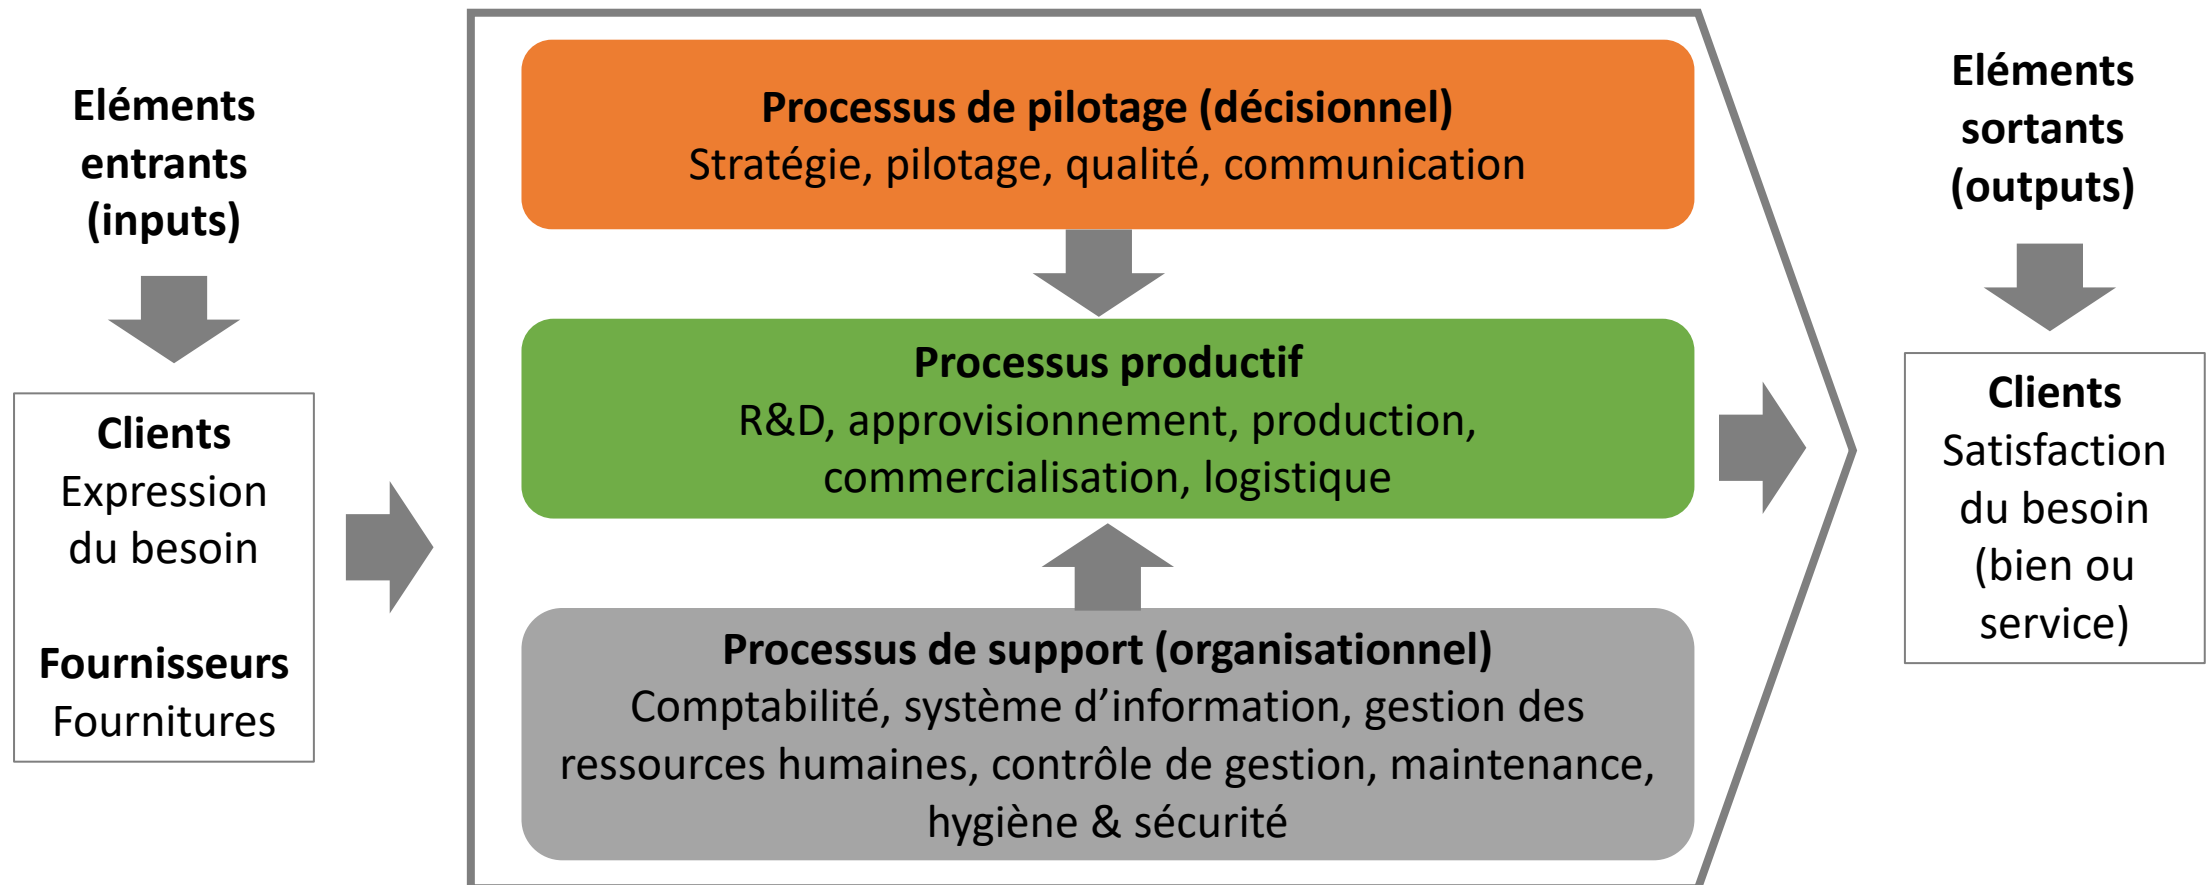 Eléments
entrants
(inputs)
Clients
Expression
du besoin
Fournisseurs
Fournitures
Processus de pilotage (décisionnel)
Stratégie, pilotage, qualité, communication
Processus productif
R&D, approvisionnement, production,
commercialisation, logistique
Processus de support (organisationnel)
Comptabilité, système d’information, gestion des
ressources humaines, contrôle de gestion, maintenance,
hygiène & sécurité
Eléments
sortants
(outputs)
Clients
Satisfaction
du besoin
(bien ou
service)